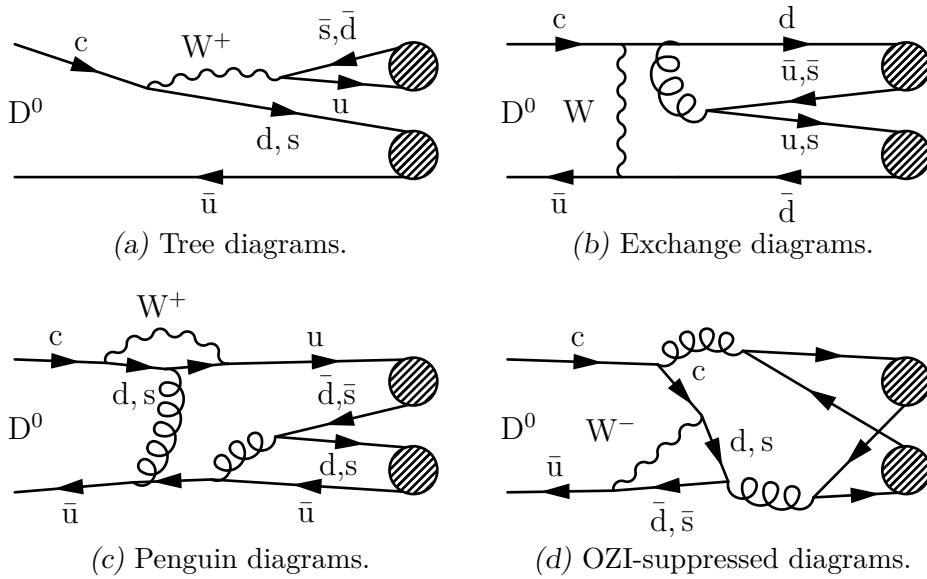 c W⁺ s̄,d̄
D⁰ u
d, s
ū
(a) Tree diagrams.
c d
ū,s̄
D⁰ W
u,s
ū d̄
(b) Exchange diagrams.
W⁺
c u
d, s d̄,s̄
D⁰
d,s
ū ū
(c) Penguin diagrams.
c
c
D⁰ W⁻
d, s
ū
d̄, s̄
(d) OZI-suppressed diagrams.